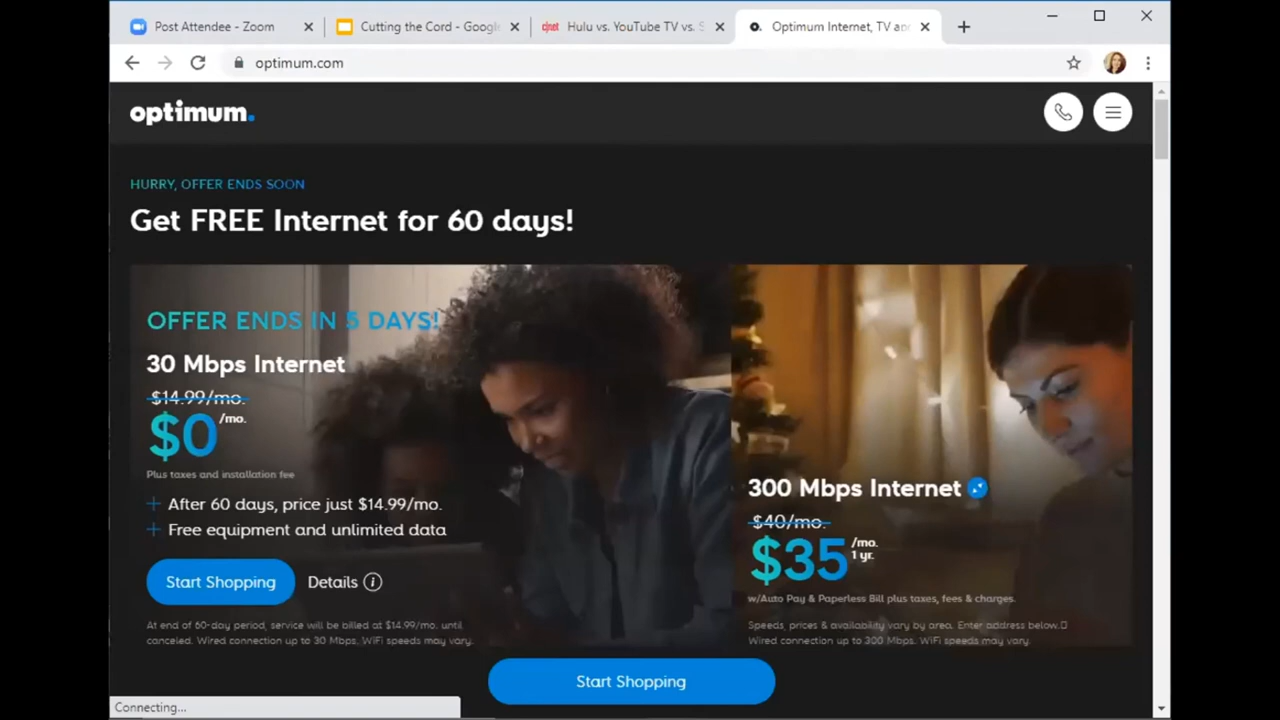 Post Attendee - Zoom
Cutting the Cord - Google
cnet Hulu vs. YouTube TV vs. S
Optimum Internet, TV an
optimum.com
optimum.
HURRY, OFFER ENDS SOON
Get FREE Internet for 60 days!
OFFER ENDS IN 5 DAYS!
30 Mbps Internet
$14.99/mo.
$0/mo.
Plus taxes and installation fee
+ After 60 days, price just $14.99/mo.
+ Free equipment and unlimited data
Start Shopping
Details
At end of 60-day period, service will be billed at $14.99/mo. until
canceled. Wired connection up to 30 Mbps. WiFi speeds may vary.
300 Mbps Internet
$40/mo.
$35/mo.
1 yr.
w/Auto Pay & Paperless Bill plus taxes, fees & charges.
Speeds, prices & availability vary by area. Enter address below.
Wired connection up to 300 Mbps. WiFi speeds may vary.
Start Shopping
Connecting...